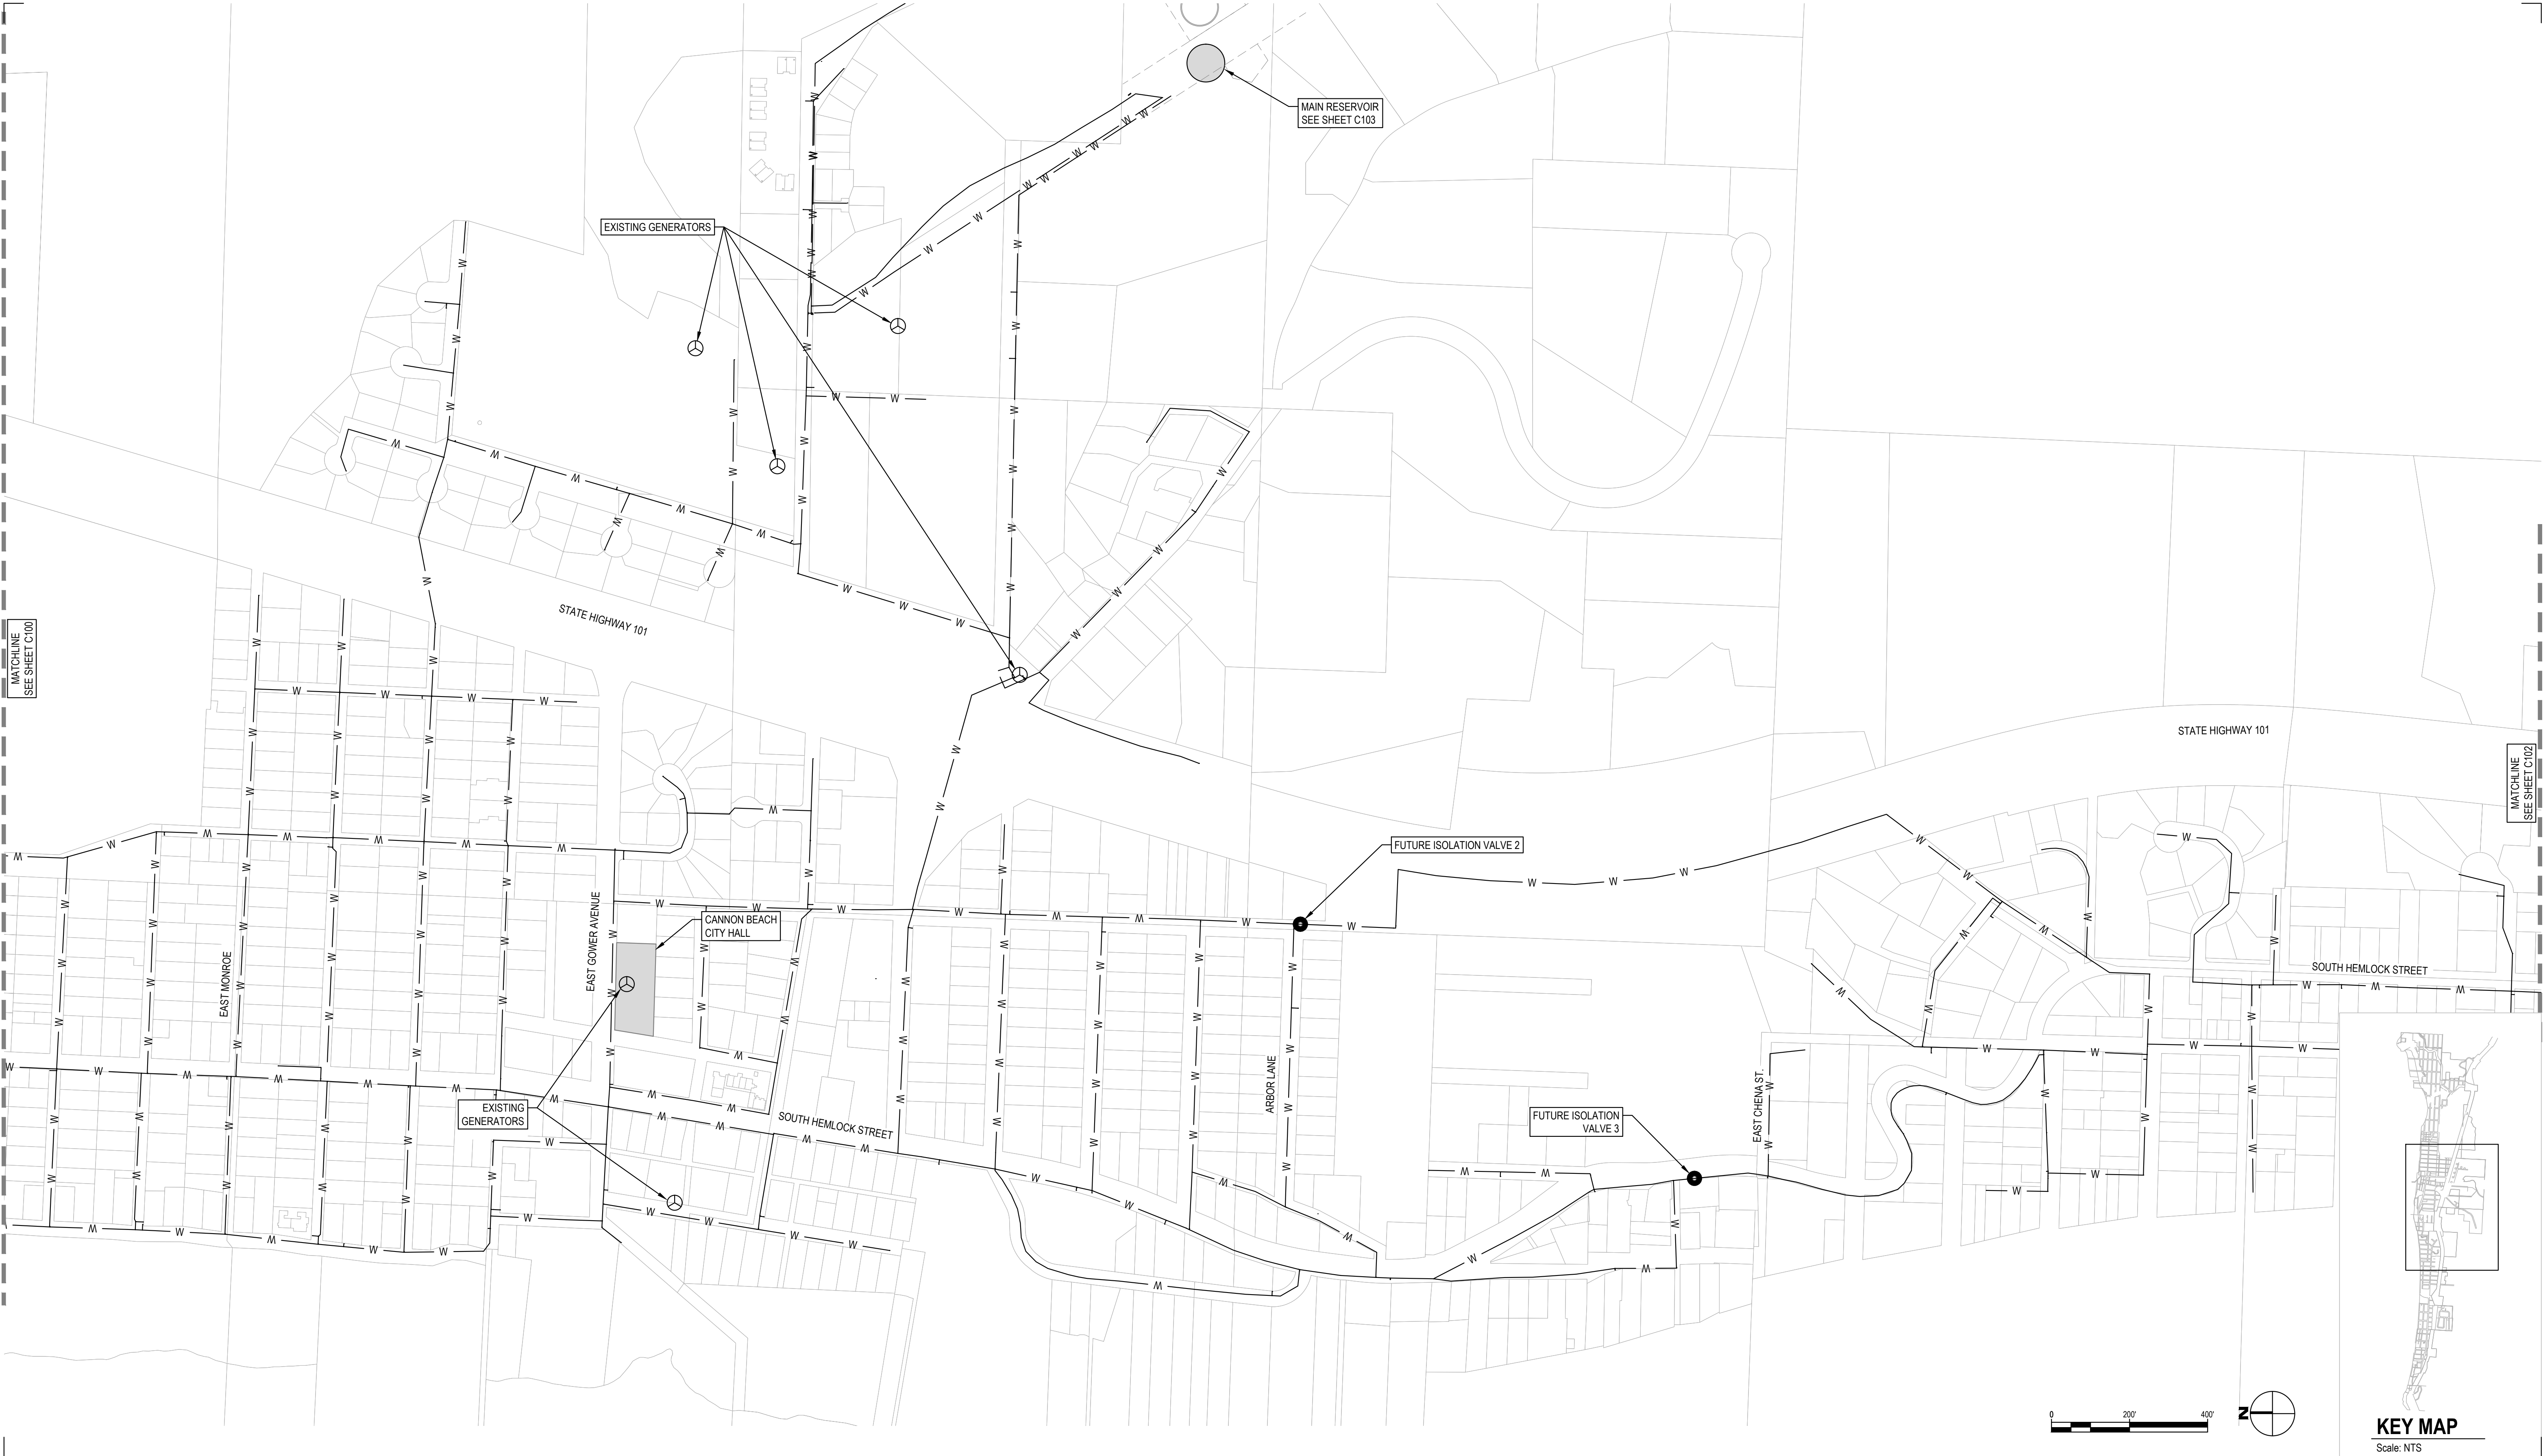 MAIN RESERVOIR
SEE SHEET C103
EXISTING GENERATORS
STATE HIGHWAY 101
MATCHLINE
SEE SHEET C100
STATE HIGHWAY 101
MATCHLINE
SEE SHEET C102
FUTURE ISOLATION VALVE 2
CANNON BEACH
CITY HALL
EAST GOWER AVENUE
EAST MONROE
SOUTH HEMLOCK STREET
ARBOR LANE
EAST CHENA ST.
EXISTING
GENERATORS
SOUTH HEMLOCK STREET
FUTURE ISOLATION
VALVE 3
0 200' 400'
N
KEY MAP
Scale: NTS